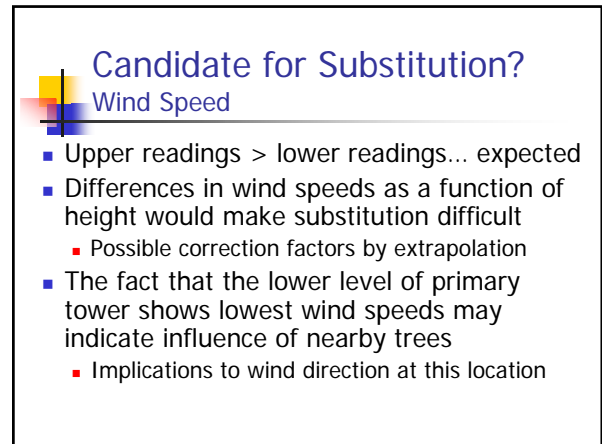 Candidate for Substitution?
Wind Speed
Upper readings > lower readings... expected
Differences in wind speeds as a function of
height would make substitution difficult
Possible correction factors by extrapolation
The fact that the lower level of primary
tower shows lowest wind speeds may
indicate influence of nearby trees
Implications to wind direction at this location